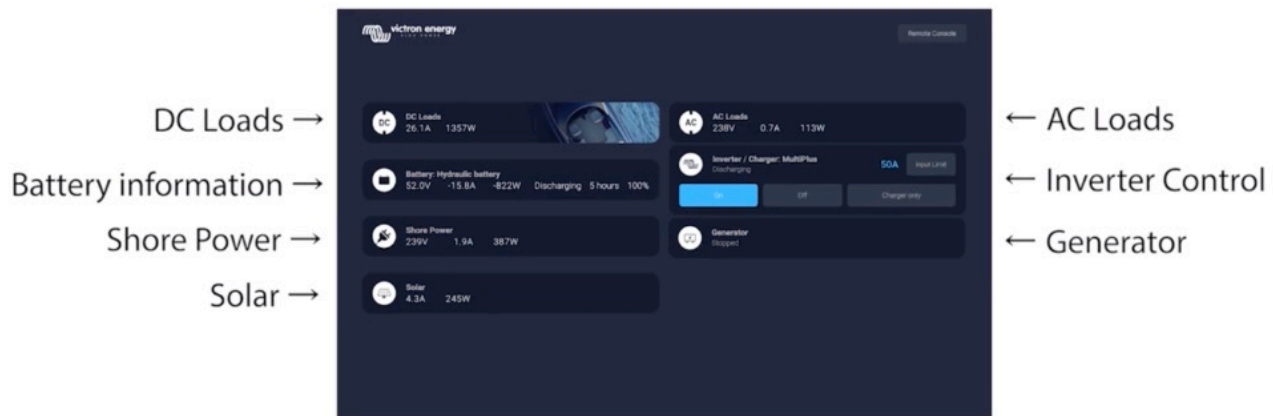 victron energy
BLUE POWER
Remote Console
DC Loads →
DC
DC Loads
26.1A 1357W
AC
AC Loads
238V 0.7A 113W
← AC Loads
Battery information →
Battery: Hydraulic battery
52.0V -15.8A -822W Discharging 5 hours 100%
Inverter / Charger: MultiPlus
Discharging
50A Input Limit
On Off Charger only
← Inverter Control
Shore Power →
Shore Power
239V 1.9A 387W
Generator
Stopped
← Generator
Solar →
Solar
4.3A 245W